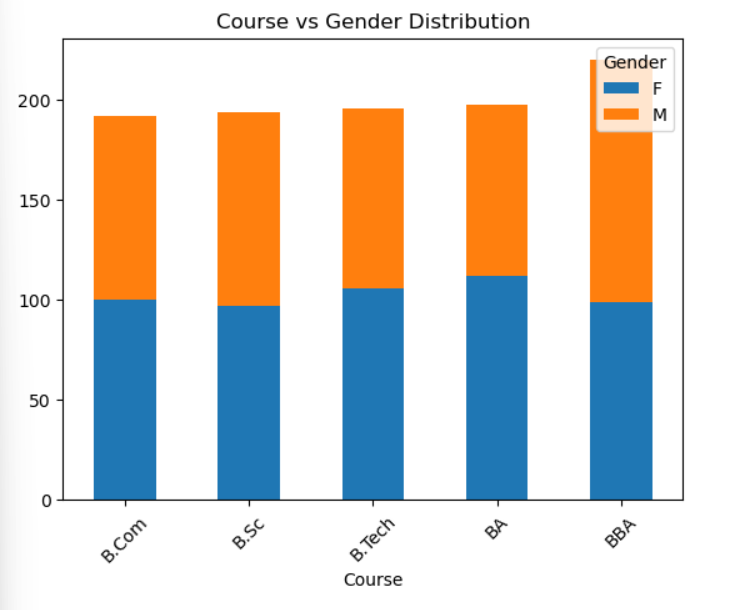 Course vs Gender Distribution
Gender
F
M
200
150
100
50
0
B.Com
B.Sc
B.Tech
BA
BBA
Course